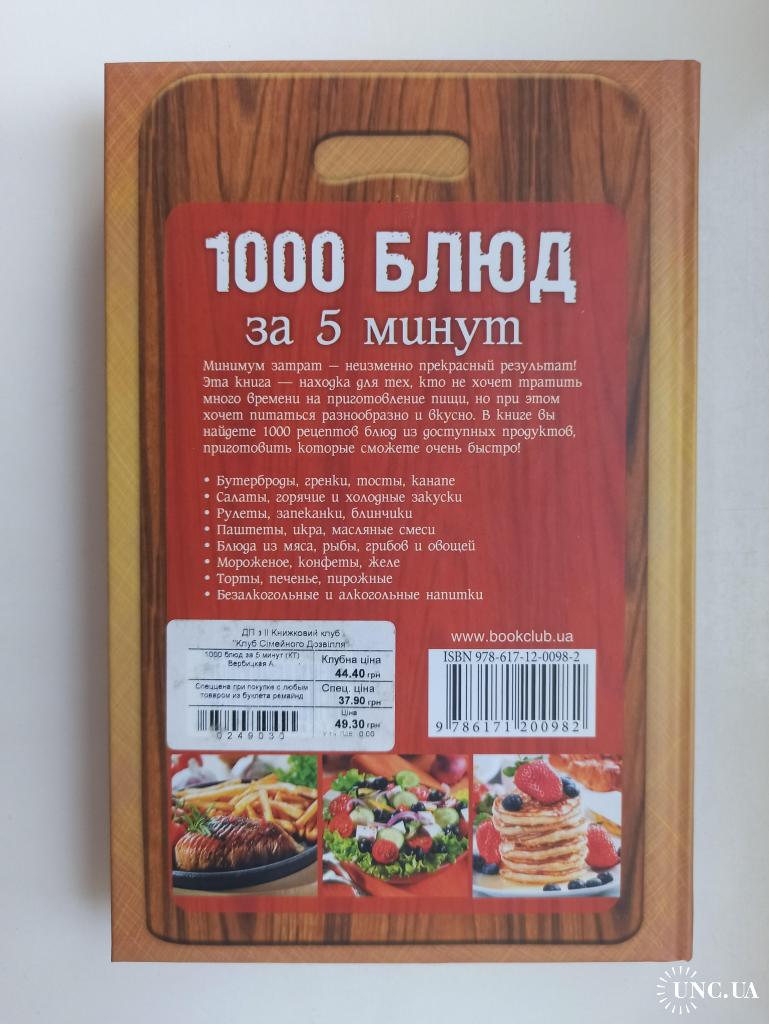 1000 БЛЮД
за 5 минут
Минимум затрат — неизменно прекрасный результат!
Эта книга — находка для тех, кто не хочет тратить
много времени на приготовление пищи, но при этом
хочет питаться разнообразно и вкусно. В книге вы
найдете 1000 рецептов блюд из доступных продуктов,
приготовить которые сможете очень быстро!
• Бутерброды, гренки, тосты, канапе
• Салаты, горячие и холодные закуски
• Рулеты, запеканки, блинчики
• Паштеты, икра, масляные смеси
• Блюда из мяса, рыбы, грибов и овощей
• Мороженое, конфеты, желе
• Торты, печенье, пирожные
• Безалкогольные и алкогольные напитки
ДП з ІІ Книжковий клуб
"Клуб Сімейного Дозвілля"
1000 блюд за 5 минут (КТ)
Вербицкая А.
Клубна ціна
44.40 грн
Спеццена при покупке с любым
товаром из буклета ремайнд
Спец. ціна
37.90 грн
Ціна
49.30 грн
0.00
0249030
www.bookclub.ua
ISBN 978-617-12-0098-2
9 786171 200982
UNC.UA